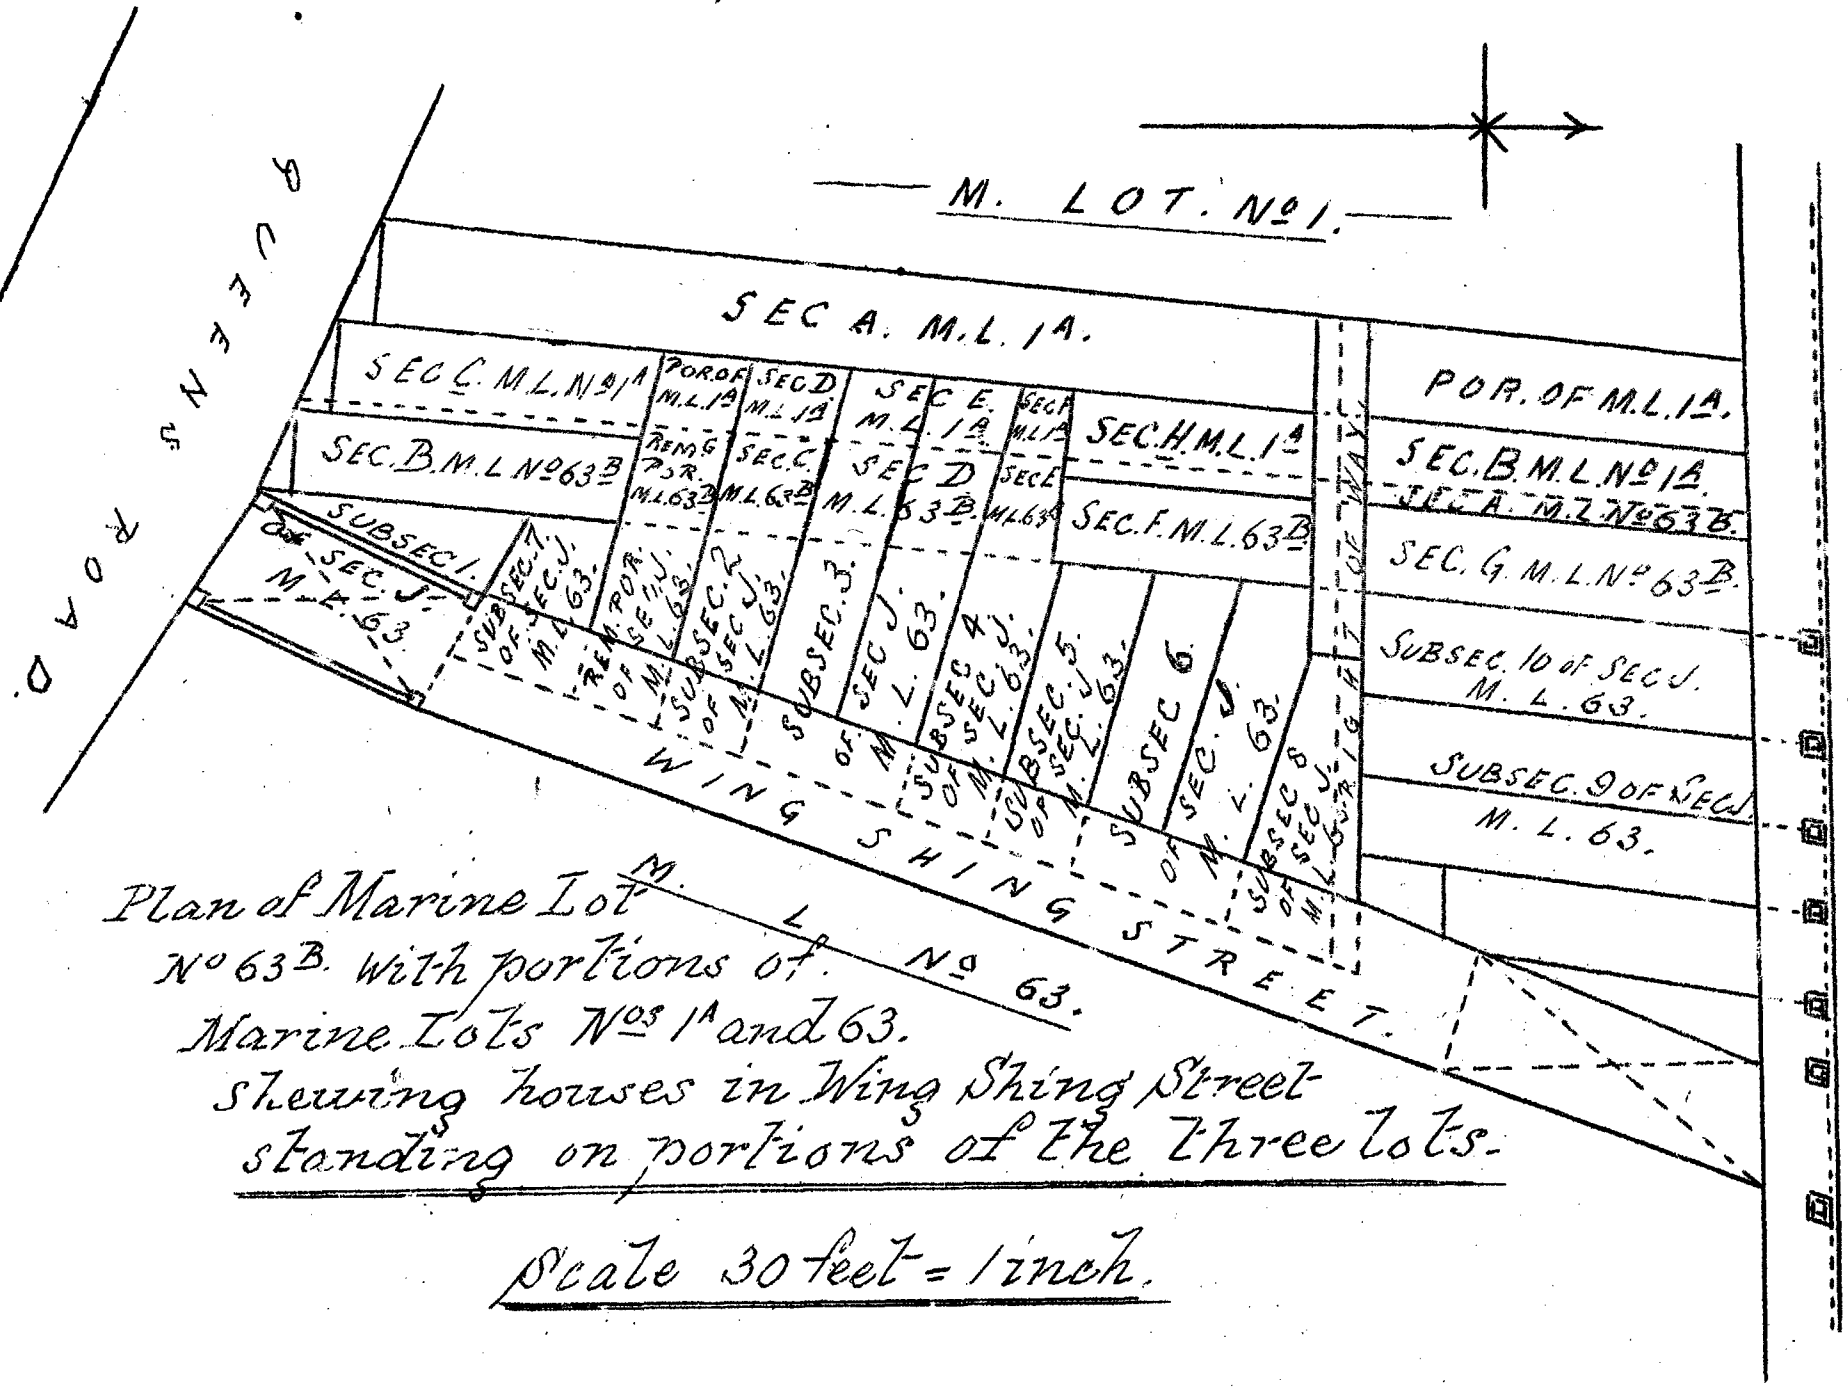 QUEENS ROAD.
M. LOT. Nº 1.
SEC A. M.L. 1A.
SEC C. M.L. Nº 1A
POR. OF
M.L. 1A
SEC D.
M.L. 1A
SEC E.
M.L. 1A
SEC F
M.L. 1A
SEC. H. M.L. 1A
POR. OF M.L. 1A.
SEC. B. M.L Nº 63B
REMG
POR.
M.L. 63B
SEC. C.
M.L. 63B
SEC D
M.L. 63B.
SEC E
M.L. 63B
SEC. F. M.L. 63B
RIGHT OF WAY.
SEC. B. M.L. Nº 1A.
SEC A. M.L. Nº 63B.
SEC. G. M.L. Nº 63B.
SUBSEC 1.
OF SEC. J.
M. L. 63
SUBSEC. 7.
OF SEC. J.
M. L. 63.
REM. POR.
OF SEC. J.
M. L. 63.
SUBSEC. 2
OF SEC J.
M. L. 63.
SUBSEC. 3.
OF. SEC J.
M. L. 63.
SUBSEC 4
OF SEC J.
M. L. 63.
SUBSEC. 5.
OF SEC. J.
M. L. 63.
SUBSEC 6.
OF SEC. J.
M. L. 63.
SUBSEC 8
OF SEC J.
M. L. 63.
SUBSEC. 10 OF SEC J.
M. L. 63.
SUBSEC. 9 OF SEC J.
M. L. 63.
WING SHING STREET.
M. L Nº 63.
Plan of Marine Lot
Nº 63B. with portions of
Marine Lots Nos 1A and 63.
shewing houses in Wing Shing Street
standing on portions of the three lots.
Scale 30 feet = 1 inch.